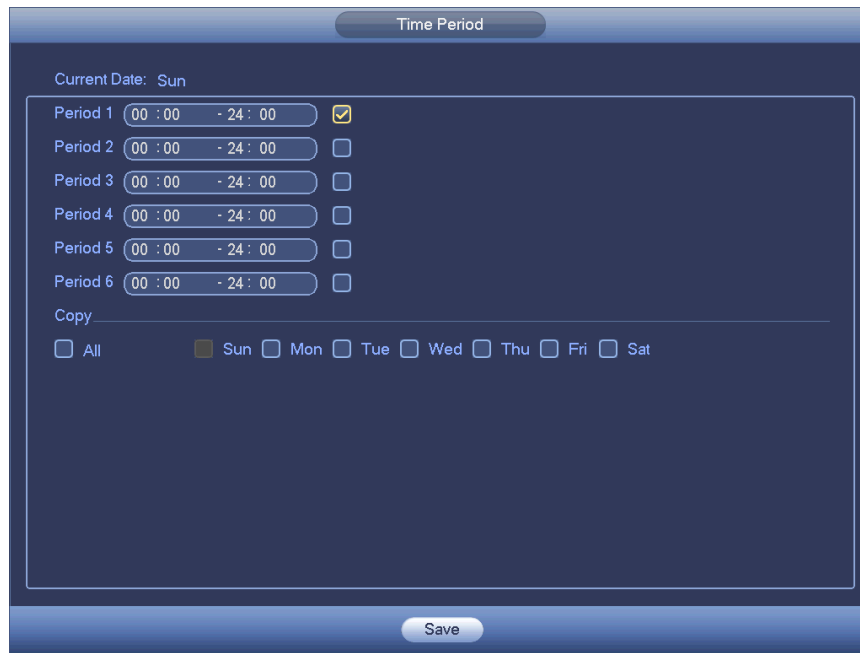 Time Period
Current Date: Sun
Period 1 00 :00 - 24 : 00
Period 2 00 :00 - 24 : 00
Period 3 00 :00 - 24 : 00
Period 4 00 :00 - 24 : 00
Period 5 00 :00 - 24 : 00
Period 6 00 :00 - 24 : 00
Copy
All Sun Mon Tue Wed Thu Fri Sat
Save